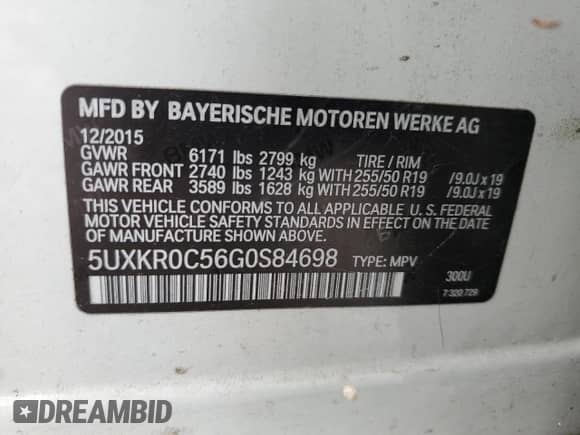 MFD BY BAYERISCHE MOTOREN WERKE AG
12/2015
GVWR 6171 lbs 2799 kg TIRE / RIM
GAWR FRONT 2740 lbs 1243 kg WITH 255/50 R19 /9.0J x 19
GAWR REAR 3589 lbs 1628 kg WITH 255/50 R19 /9.0J x 19
THIS VEHICLE CONFORMS TO ALL APPLICABLE U. S. FEDERAL
MOTOR VEHICLE SAFETY STANDARDS IN EFFECT ON THE DATE OF
MANUFACTURE SHOWN ABOVE.
5UXKR0C56G0S84698 TYPE: MPV
300U
7 320 729
DREAMBID